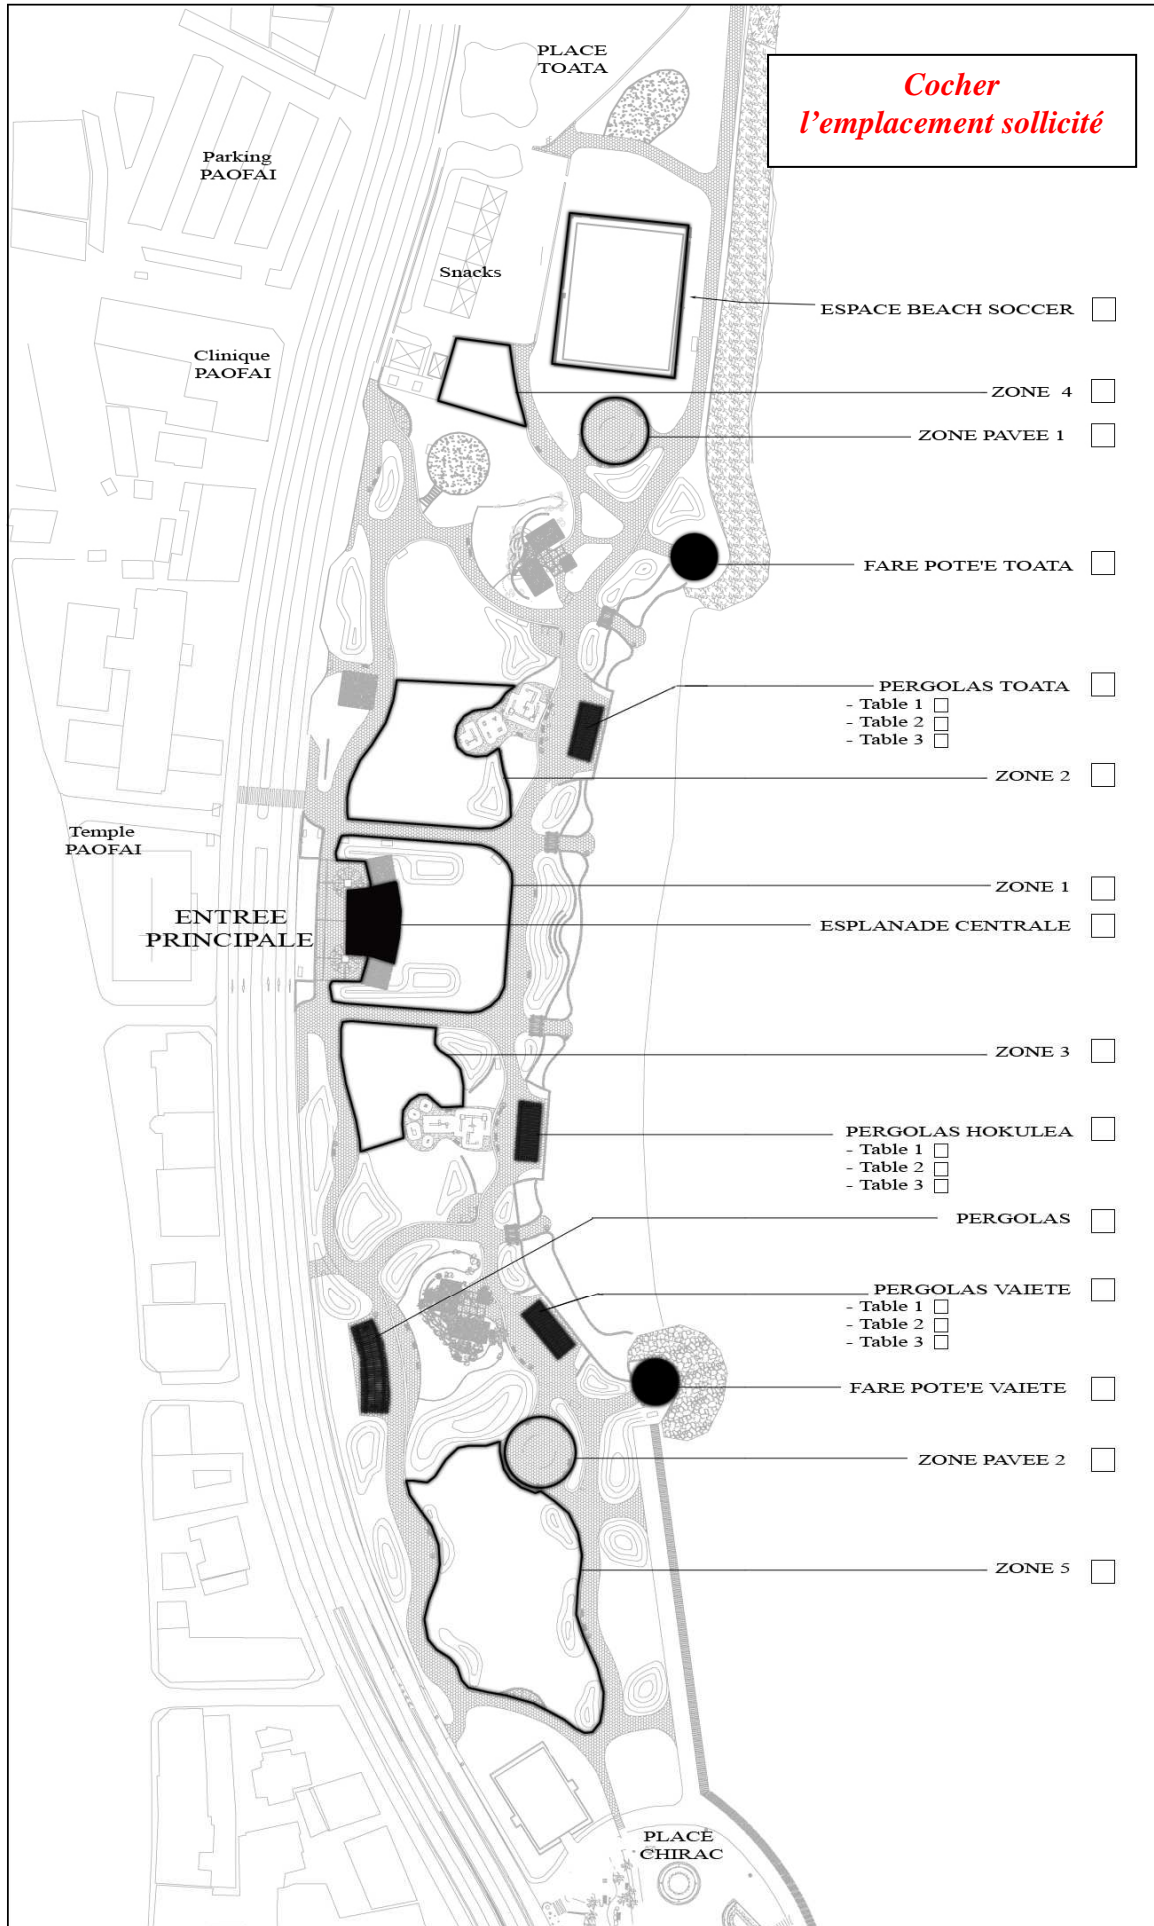 PLACE
TOATA
Cocher
l’emplacement sollicité
Parking
PAOFAI
Snacks
ESPACE BEACH SOCCER
Clinique
PAOFAI
ZONE 4
ZONE PAVEE 1
FARE POTE'E TOATA
PERGOLAS TOATA
- Table 1
- Table 2
- Table 3
ZONE 2
Temple
PAOFAI
ZONE 1
ENTREE
PRINCIPALE
ESPLANADE CENTRALE
ZONE 3
PERGOLAS HOKULEA
- Table 1
- Table 2
- Table 3
PERGOLAS
PERGOLAS VAIETE
- Table 1
- Table 2
- Table 3
FARE POTE'E VAIETE
ZONE PAVEE 2
ZONE 5
PLACE
CHIRAC